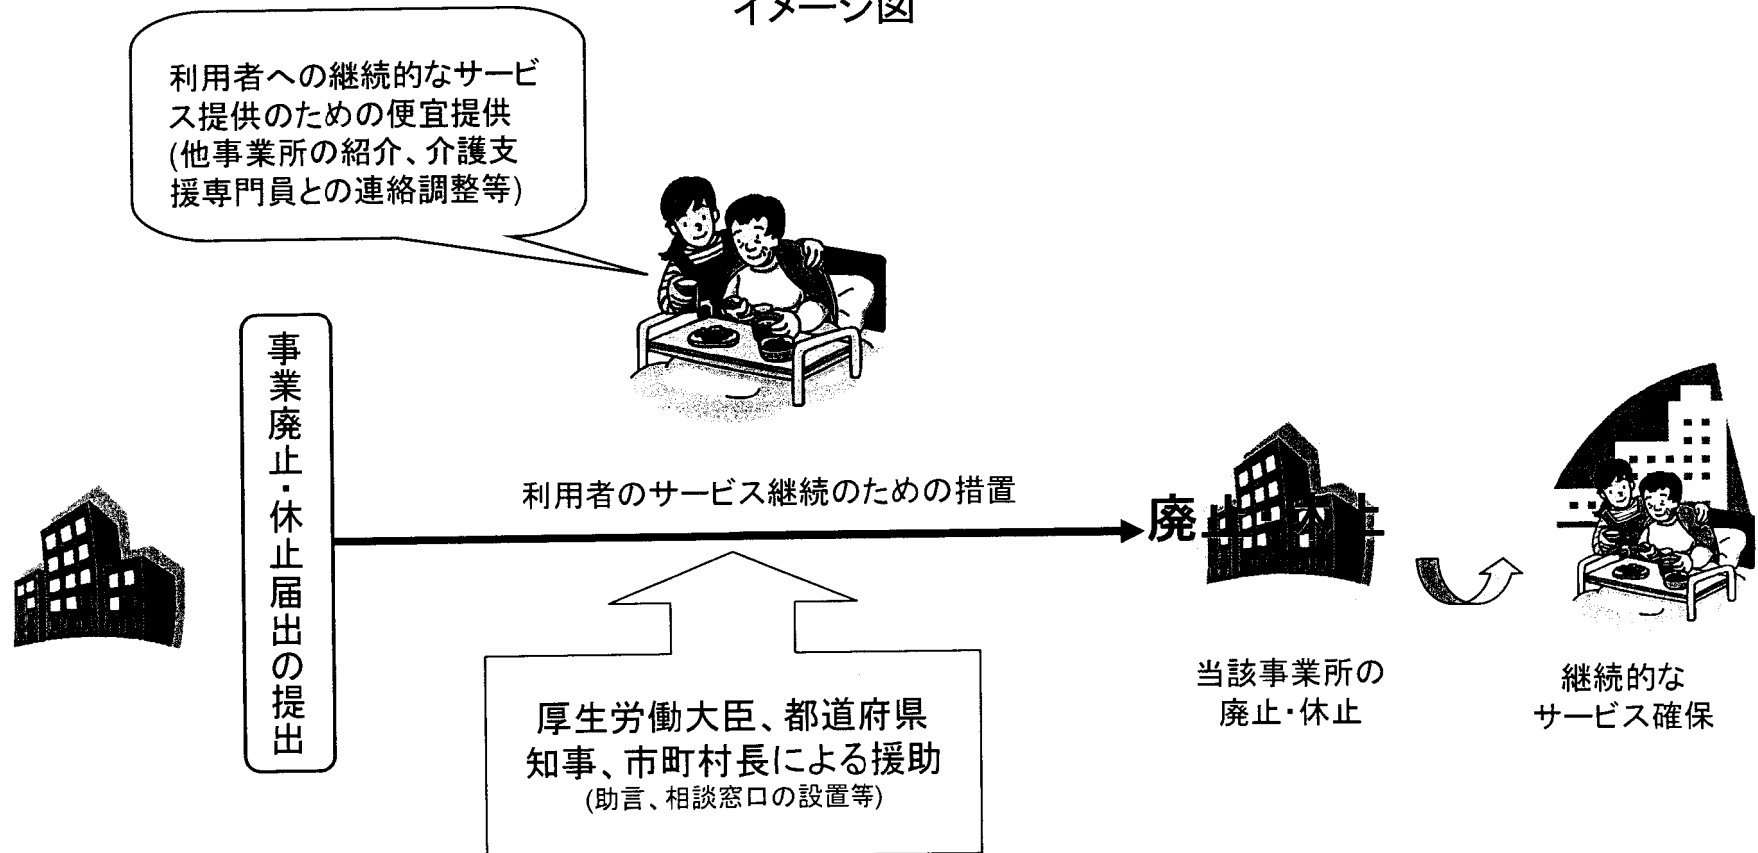 イメージ図
利用者への継続的なサービ
ス提供のための便宜提供
(他事業所の紹介、介護支
援専門員との連絡調整等)
事業廃止・休止届出の提出
利用者のサービス継続のための措置
廃止・休止
厚生労働大臣、都道府県
知事、市町村長による援助
(助言、相談窓口の設置等)
当該事業所の
廃止・休止
継続的な
サービス確保